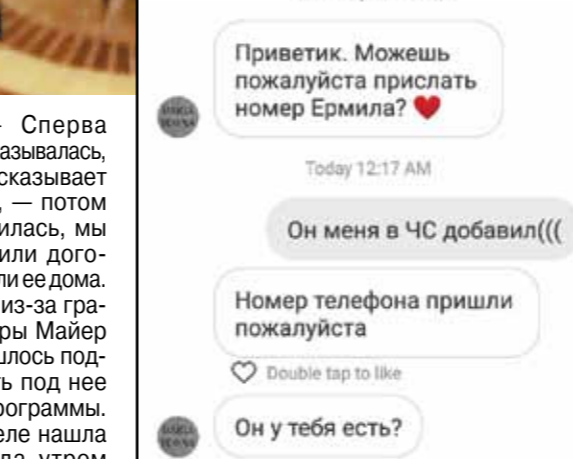 Сперва
азывалась,
сказывает
, — потом
илась, мы
или дого-
ли ее дома.
из-за гра-
ры Майер
шлось под-
ь под нее
рограммы.
еле нашла
Приветик. Можешь
пожалуйста прислать
номер Ермила? ❤
Today 12:17 AM
Он меня в ЧС добавил(((
Номер телефона пришли
пожалуйста
Double tap to like
Он у тебя есть?